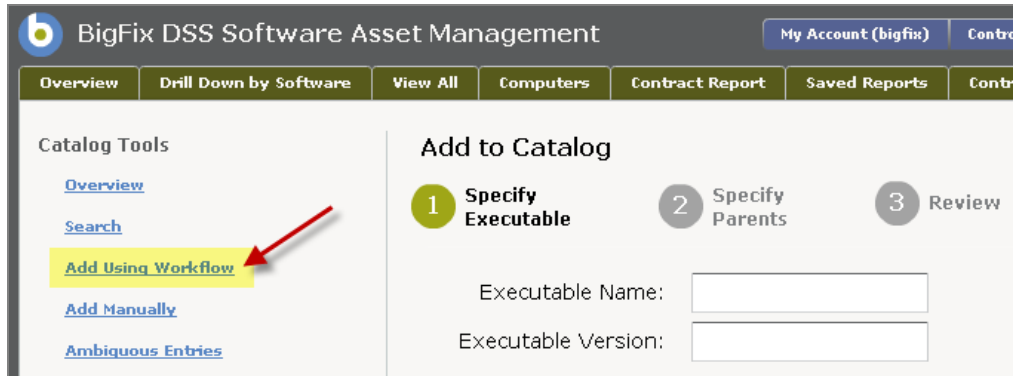 BigFix DSS Software Asset Management
My Account (bigfix)
Overview Drill Down by Software View All Computers Contract Report Saved Reports
Catalog Tools
Overview
Search
Add Using Workflow
Add Manually
Ambiguous Entries
Add to Catalog
1 Specify Executable
2 Specify Parents
3 Review
Executable Name:
Executable Version: